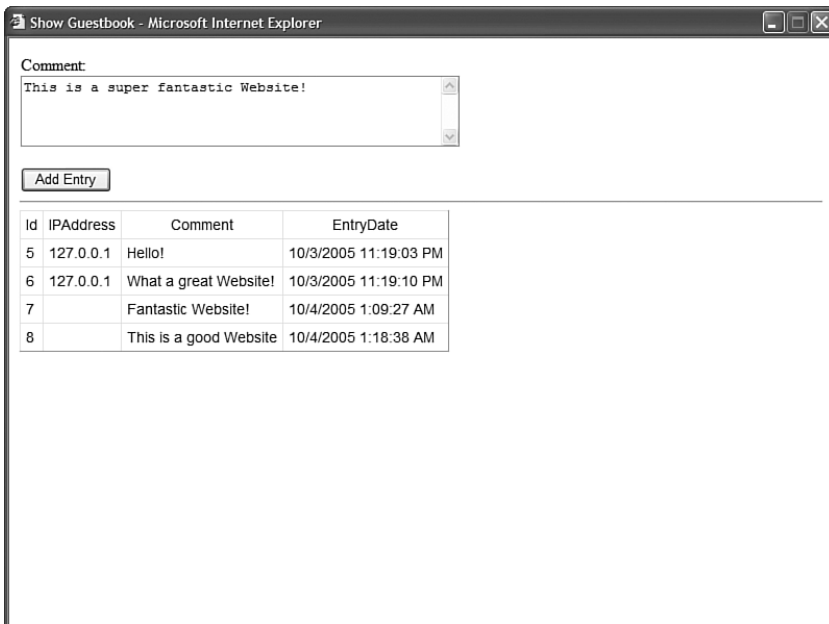 Show Guestbook - Microsoft Internet Explorer
Comment:
This is a super fantastic Website!
Add Entry
Id IPAddress Comment EntryDate
5 127.0.0.1 Hello! 10/3/2005 11:19:03 PM
6 127.0.0.1 What a great Website! 10/3/2005 11:19:10 PM
7 Fantastic Website! 10/4/2005 1:09:27 AM
8 This is a good Website 10/4/2005 1:18:38 AM